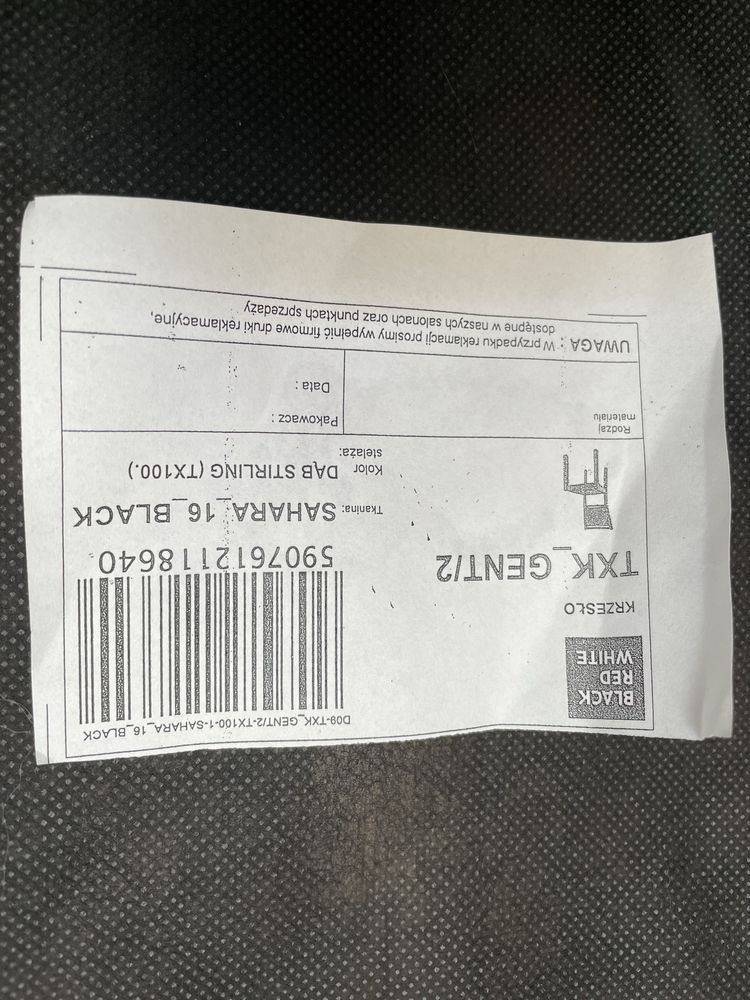 BLACK
RED
WHITE
D09-TXK_GENT/2-TX100-1-SAHARA_16_BLACK
KRZESŁO
5907612118640
TXK_GENT/2
Tkanina: SAHARA_16_BLACK
Kolor stelaża: DĄB STIRLING (TX100.)
Rodzaj
materiału
Pakowacz :
Data :
UWAGA : W przypadku reklamacji prosimy wypełnić firmowe druki reklamacyjne,
dostępne w naszych salonach oraz punktach sprzedaży